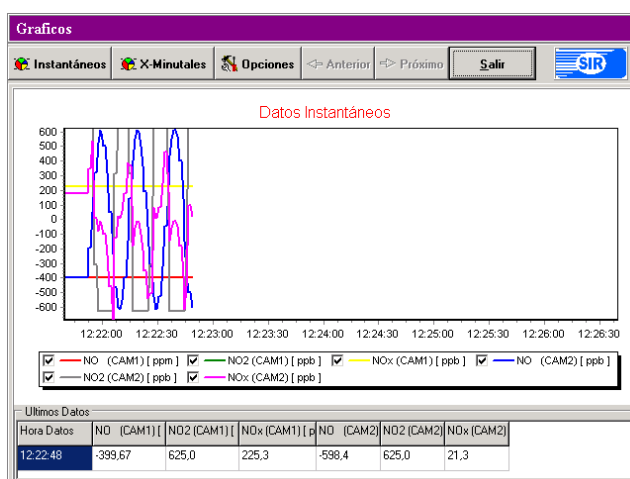 Graficos
Instantáneos X-Minutales Opciones Anterior Próximo Salir SIR
Datos Instantáneos
600
500
400
300
200
100
0
-100
-200
-300
-400
-500
-600
12:22:00 12:22:30 12:23:00 12:23:30 12:24:00 12:24:30 12:25:00 12:25:30 12:26:00 12:26:30
NO (CAM1) [ ppm ] NO2 (CAM1) [ ppb ] NOx (CAM1) [ ppb ] NO (CAM2) [ ppb ]
NO2 (CAM2) [ ppb ] NOx (CAM2) [ ppb ]
Ultimos Datos
Hora Datos NO (CAM1) [ NO2 (CAM1) [ NOx (CAM1) [ p NO (CAM2) NO2 (CAM2) NOx (CAM2)
12:22:48 -399,67 625,0 225,3 -598,4 625,0 21,3